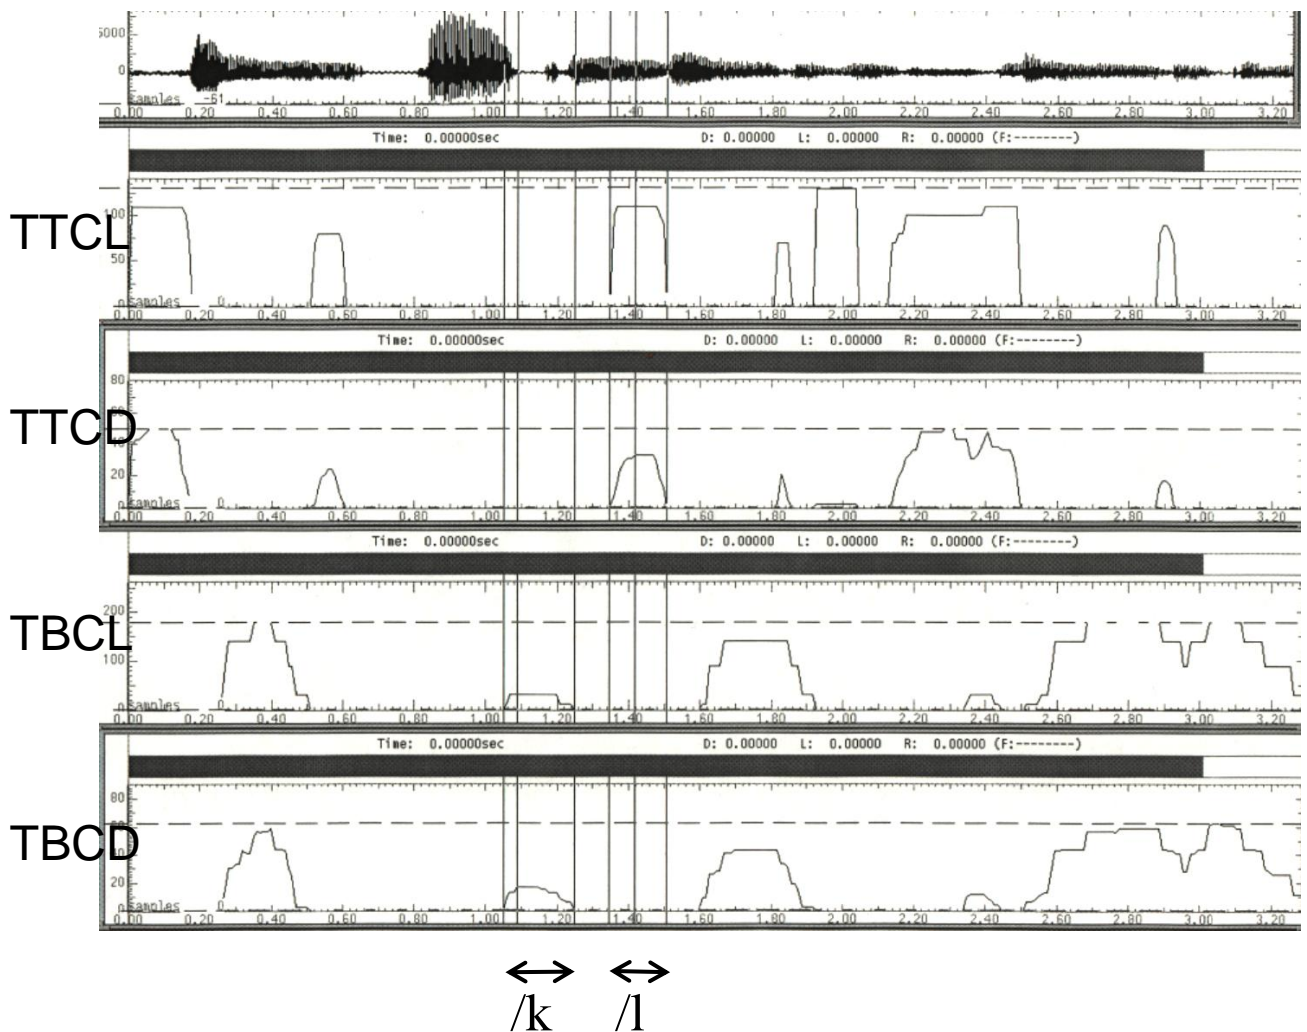 5000
0
samples -61
0.00 0.20 0.40 0.60 0.80 1.00 1.20 1.40 1.60 1.80 2.00 2.20 2.40 2.60 2.80 3.00 3.20
Time: 0.00000sec D: 0.00000 L: 0.00000 R: 0.00000 (F:--------)
TTCL
100
50
0 samples 0
0.00 0.20 0.40 0.60 0.80 1.00 1.20 1.40 1.60 1.80 2.00 2.20 2.40 2.60 2.80 3.00 3.20
Time: 0.00000sec D: 0.00000 L: 0.00000 R: 0.00000 (F:--------)
80
TTCD
20
0 samples 0
0.00 0.20 0.40 0.60 0.80 1.00 1.20 1.40 1.60 1.80 2.00 2.20 2.40 2.60 2.80 3.00 3.20
Time: 0.00000sec D: 0.00000 L: 0.00000 R: 0.00000 (F:--------)
200
TBCL
100
0 samples 0
0.00 0.20 0.40 0.60 0.80 1.00 1.20 1.40 1.60 1.80 2.00 2.20 2.40 2.60 2.80 3.00 3.20
Time: 0.00000sec D: 0.00000 L: 0.00000 R: 0.00000 (F:--------)
80
TBCD
20
samples 0
0.00 0.20 0.40 0.60 0.80 1.00 1.20 1.40 1.60 1.80 2.00 2.20 2.40 2.60 2.80 3.00 3.20
/k /l